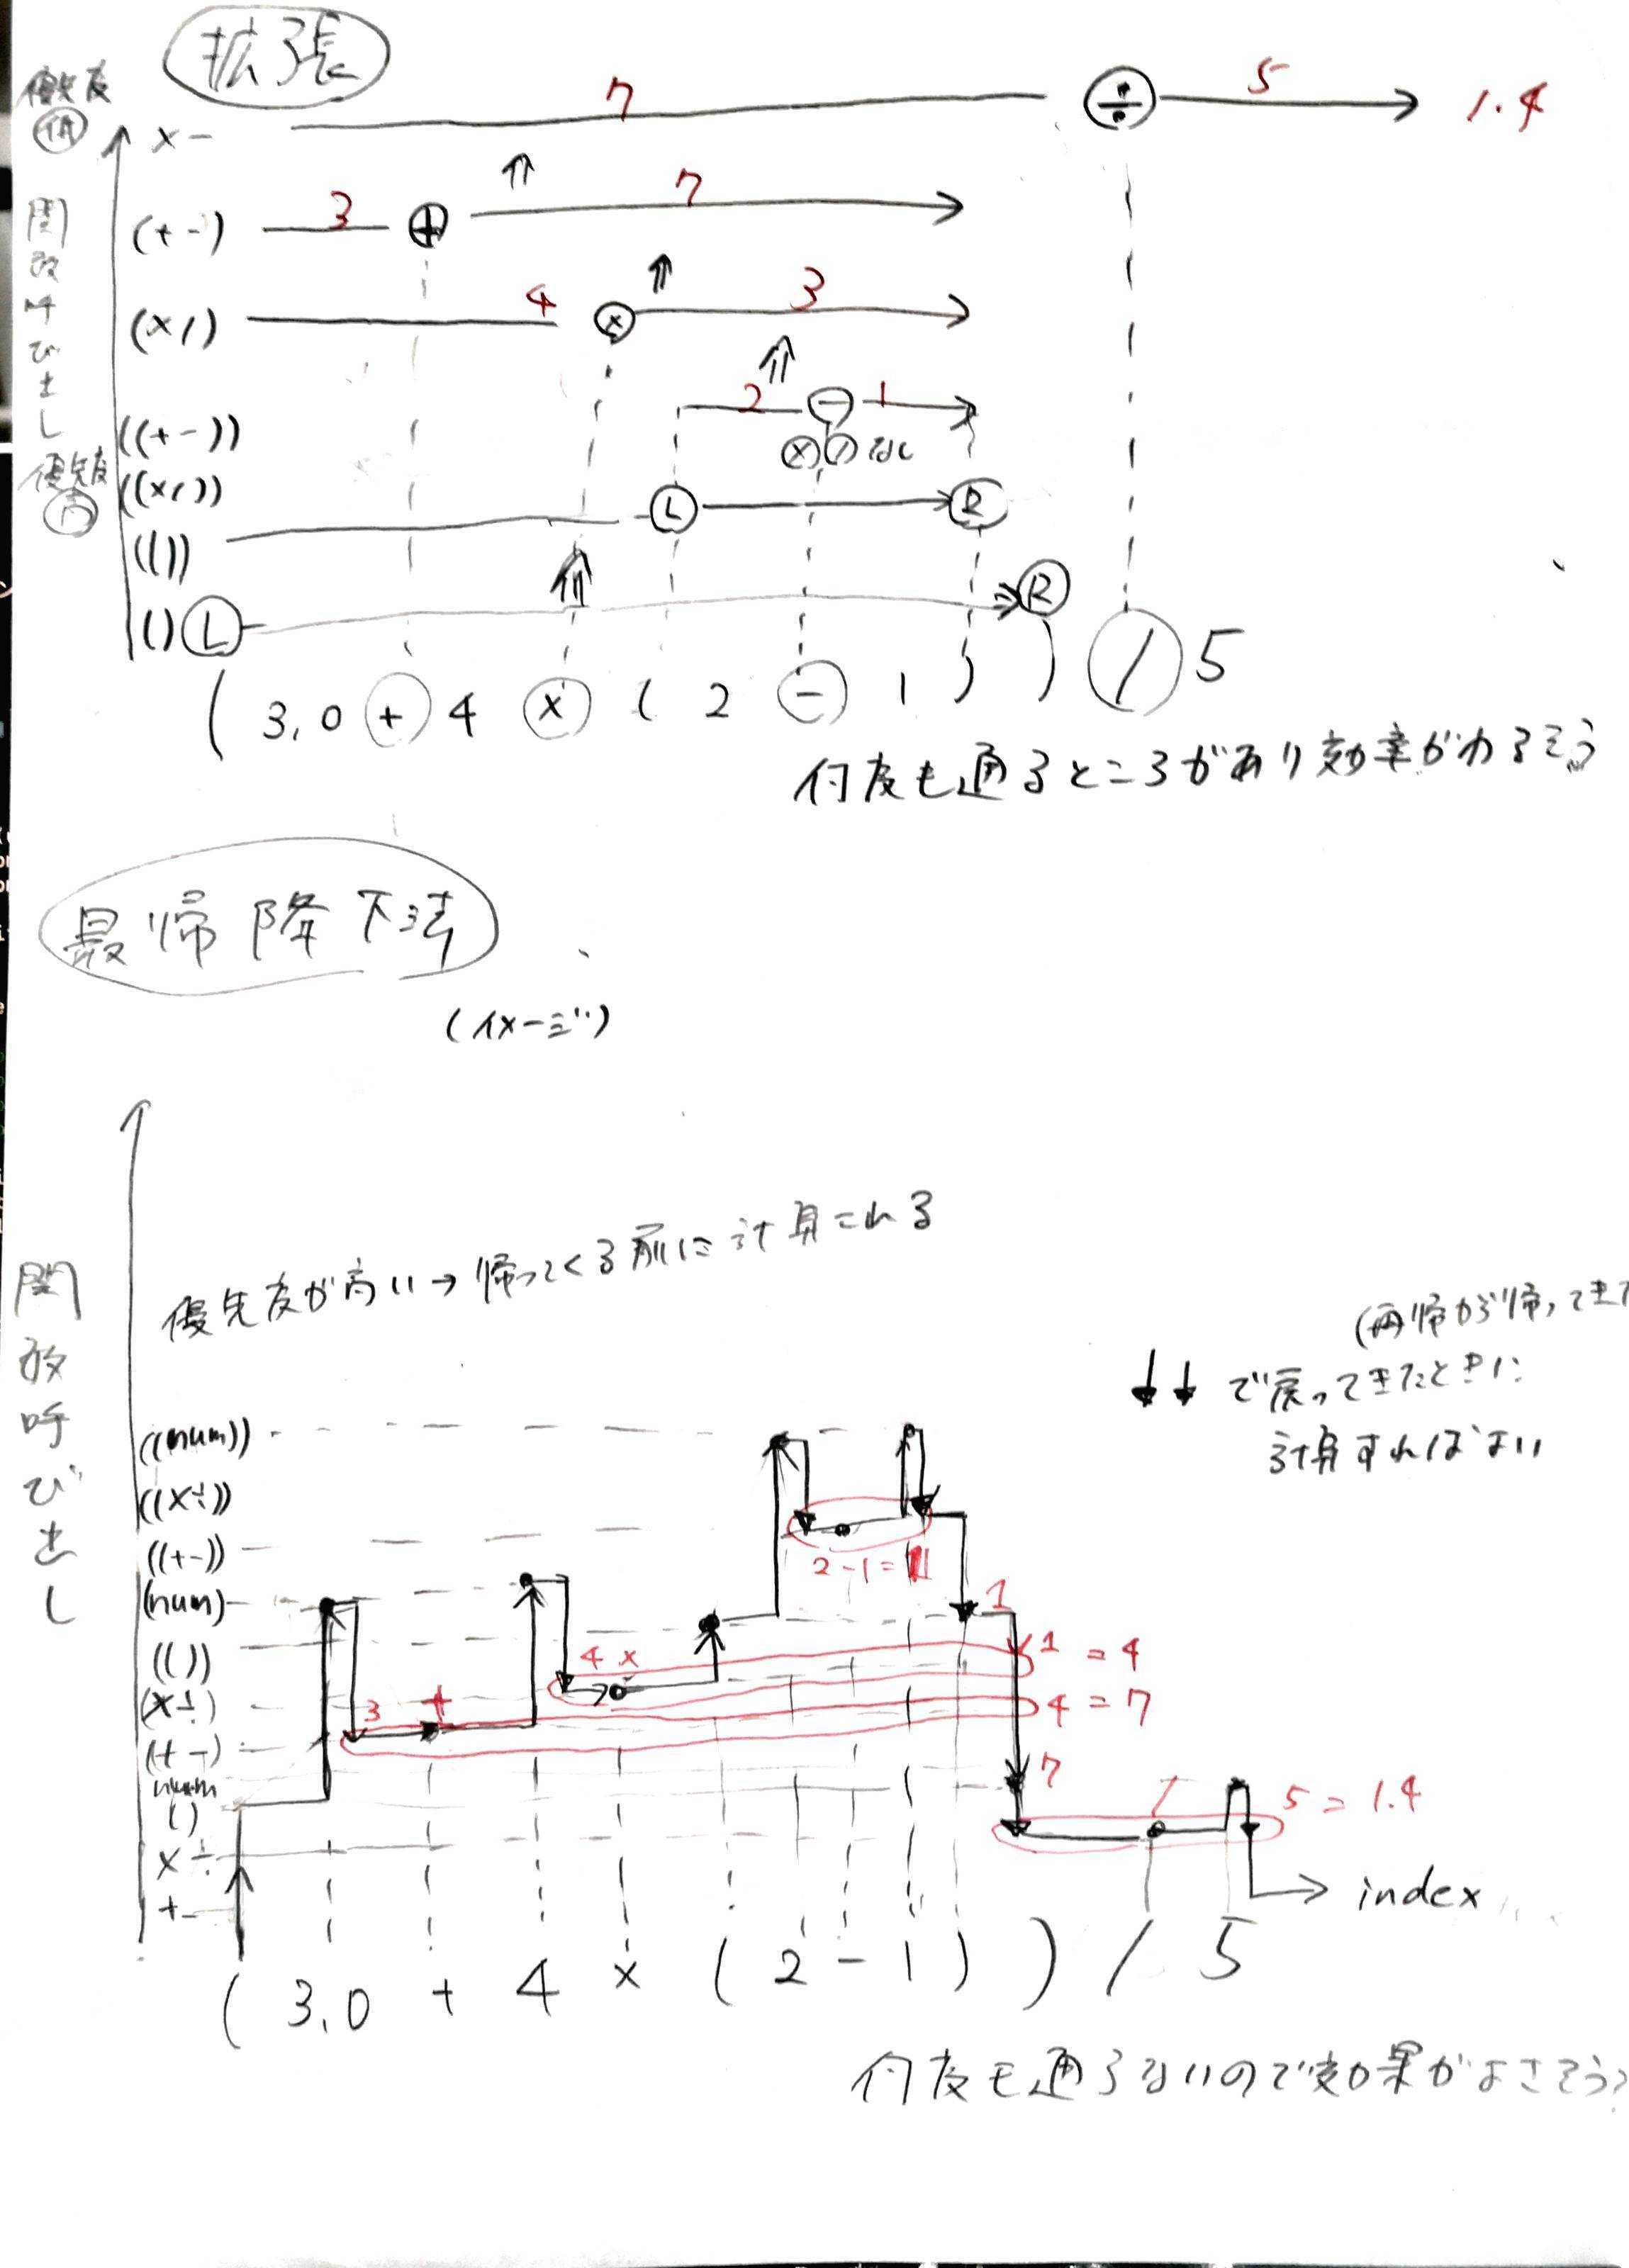 拡張
優先度
低
関数呼び出し
優先度
高
×÷
7
÷
5
1.4
(+-)
3
+
7
(×/)
4
×
3
((+-))
2
-
1
×/なし
((×/))
L
R
(())
()
L
R
(3.0+4×(2-1))/5
何度も通るところがあり効率がわるそう
最帰降下法
(イメージ)
関数呼び出し
優先度が高い→帰ってくる前に計算される
(再帰から帰ってきた
↓↓で戻ってきたときに
計算すればよい
((num))
((×÷))
((+-))
2-1=1
(num)
1
(())
4×
1=4
(×÷)
3+
4=7
(+-)
num
7
()
/
5=1.4
×÷
+-
index
(3.0+4×(2-1))/5
何度も通らないので効果がよさそう